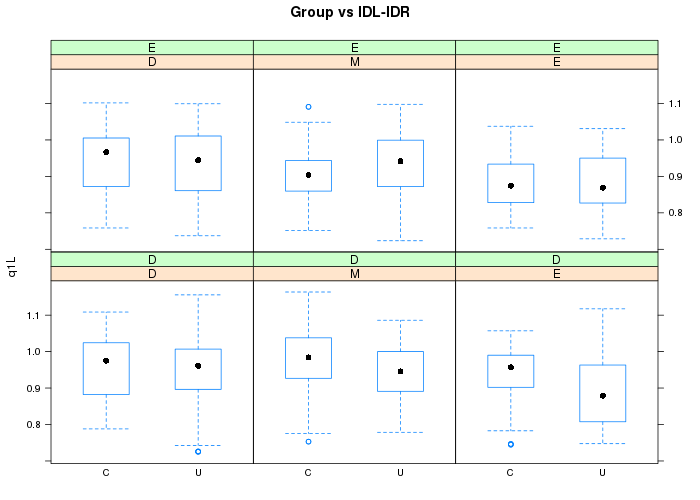 Group vs IDL-IDR
E E E
D M E
1.1
1.0
0.9
0.8
q1L
D D D
D M E
1.1
1.0
0.9
0.8
C U C U C U